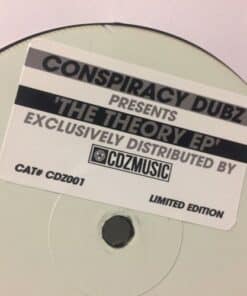 CONSPIRACY DUBZ
PRESENTS
'THE THEORY EP'
EXCLUSIVELY DISTRIBUTED BY
CDZMUSIC
CAT# CDZ001
LIMITED EDITION